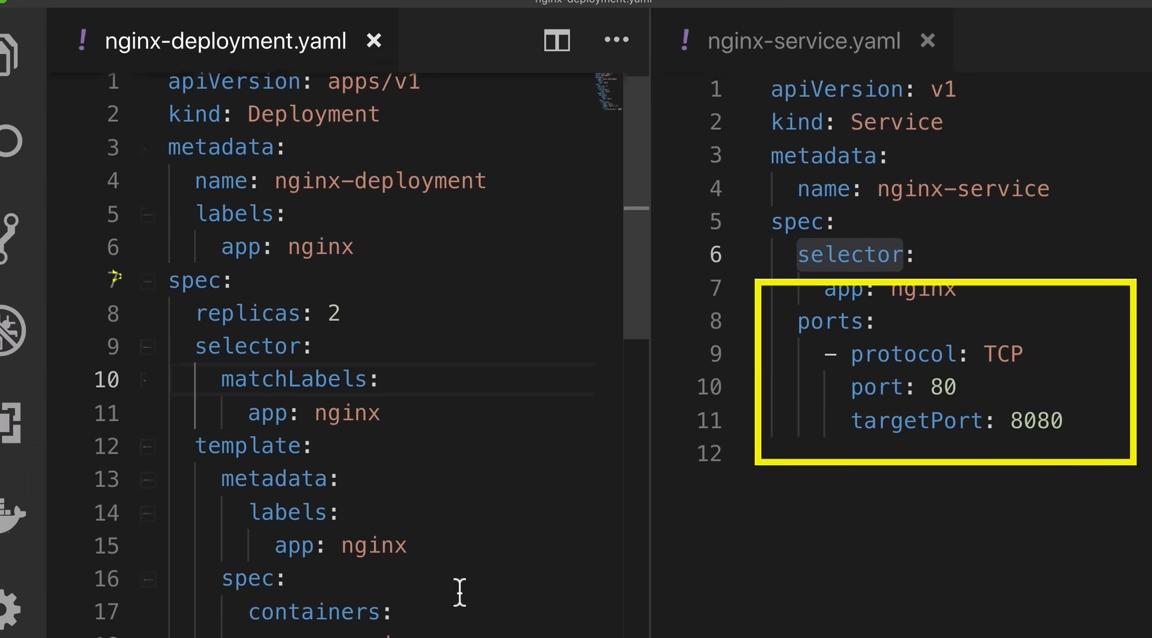 nginx-deployment.yaml
! nginx-deployment.yaml ×
1 apiVersion: apps/v1
2 kind: Deployment
3 metadata:
4 name: nginx-deployment
5 labels:
6 app: nginx
7 spec:
8 replicas: 2
9 selector:
10 matchLabels:
11 app: nginx
12 template:
13 metadata:
14 labels:
15 app: nginx
16 spec:
17 containers:
! nginx-service.yaml ×
1 apiVersion: v1
2 kind: Service
3 metadata:
4 name: nginx-service
5 spec:
6 selector:
7 app: nginx
8 ports:
9 - protocol: TCP
10 port: 80
11 targetPort: 8080
12